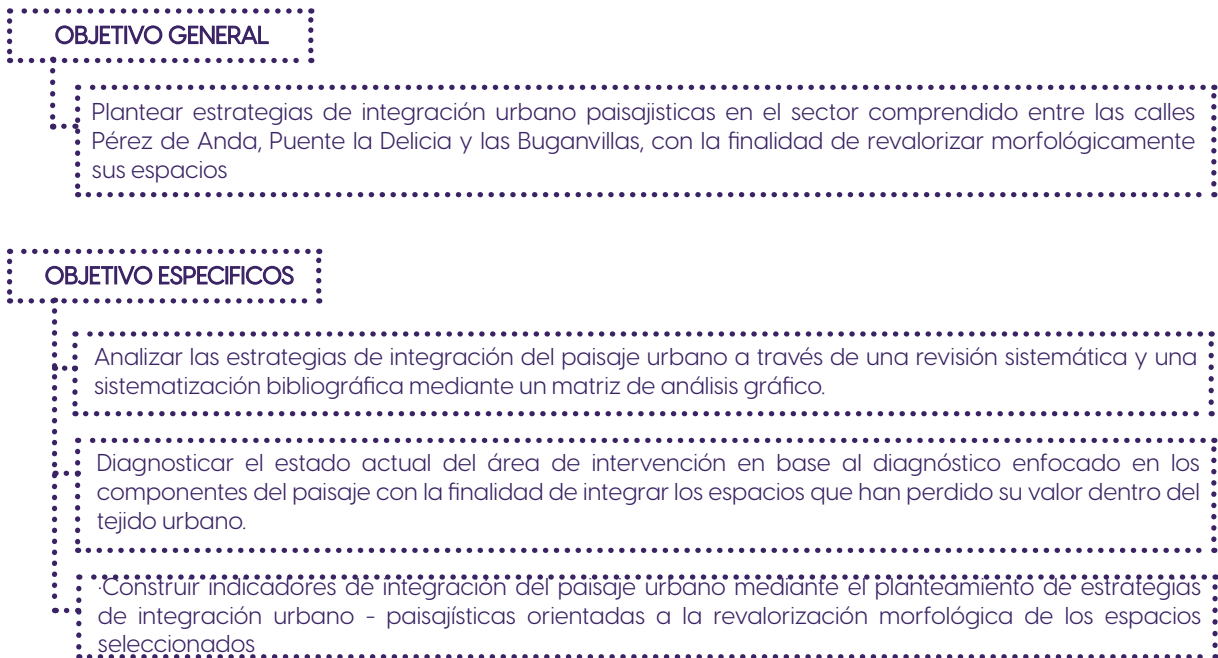 OBJETIVO GENERAL
Plantear estrategias de integración urbano paisajisticas en el sector comprendido entre las calles
Pérez de Anda, Puente la Delicia y las Buganvillas, con la finalidad de revalorizar morfológicamente
sus espacios
OBJETIVO ESPECIFICOS
Analizar las estrategias de integración del paisaje urbano a través de una revisión sistemática y una
sistematización bibliográfica mediante un matriz de análisis gráfico.
Diagnosticar el estado actual del área de intervención en base al diagnóstico enfocado en los
componentes del paisaje con la finalidad de integrar los espacios que han perdido su valor dentro del
tejido urbano.
·Construir indicadores de integración del paisaje urbano mediante el planteamiento de estrategias
de integración urbano - paisajísticas orientadas a la revalorización morfológica de los espacios
seleccionados